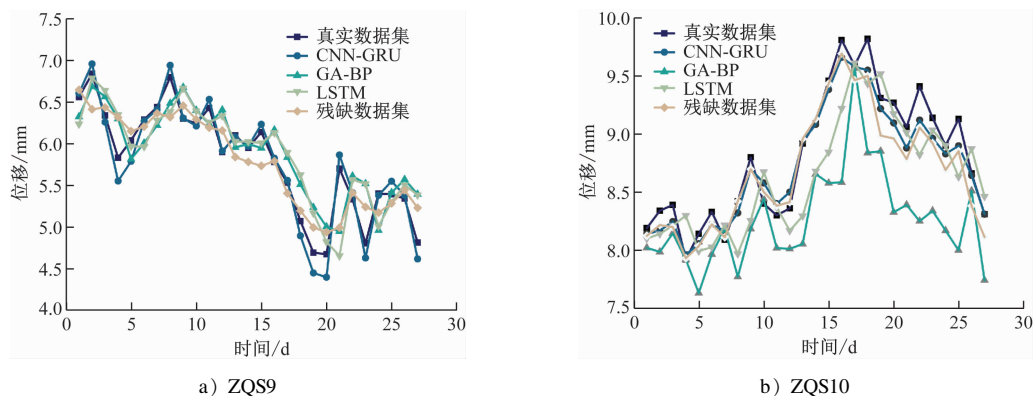 7.5
7.0
6.5
6.0
5.5
5.0
4.5
4.0
位移/mm
真实数据集
CNN-GRU
GA-BP
LSTM
残缺数据集
0 5 10 15 20 25 30
时间/d
a) ZQS9
10.0
9.5
9.0
8.5
8.0
7.5
位移/mm
真实数据集
CNN-GRU
GA-BP
LSTM
残缺数据集
0 5 10 15 20 25 30
时间/d
b) ZQS10